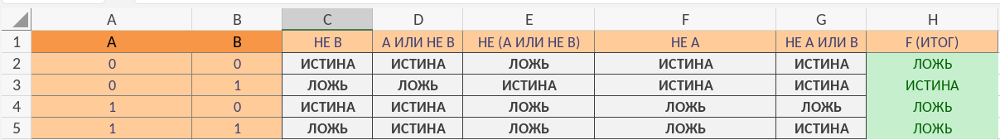 A B C D E F G H
1 A B НЕ B A ИЛИ НЕ B НЕ (A ИЛИ НЕ B) НЕ A НЕ A ИЛИ B F (ИТОГ)
2 0 0 ИСТИНА ИСТИНА ЛОЖЬ ИСТИНА ИСТИНА ЛОЖЬ
3 0 1 ЛОЖЬ ЛОЖЬ ИСТИНА ИСТИНА ИСТИНА ИСТИНА
4 1 0 ИСТИНА ИСТИНА ЛОЖЬ ЛОЖЬ ЛОЖЬ ЛОЖЬ
5 1 1 ЛОЖЬ ИСТИНА ЛОЖЬ ЛОЖЬ ИСТИНА ЛОЖЬ